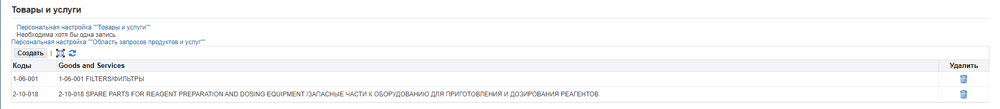 Товары и услуги
Персональная настройка ""Товары и услуги""
Необходима хотя бы одна запись.
Персональная настройка ""Область запросов продуктов и услуг""
Создать |
Коды Goods and Services Удалить
1-06-001 1-06-001 FILTERS/ФИЛЬТРЫ
2-10-018 2-10-018 SPARE PARTS FOR REAGENT PREPARATION AND DOSING EQUIPMENT /ЗАПАСНЫЕ ЧАСТИ К ОБОРУДОВАНИЮ ДЛЯ ПРИГОТОВЛЕНИЯ И ДОЗИРОВАНИЯ РЕАГЕНТОВ